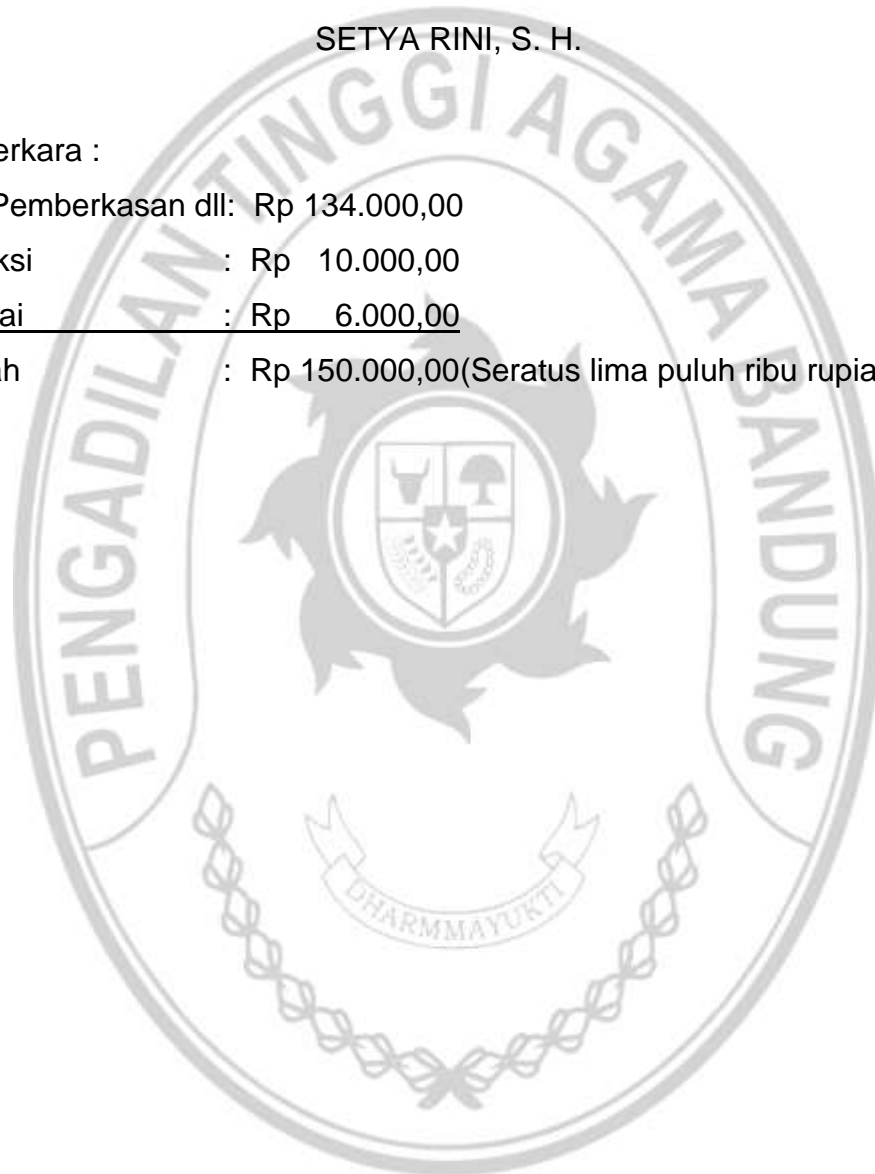 SETYA RINI, S. H.
erkara :
Pemberkasan dll: Rp 134.000,00
ksi : Rp 10.000,00
ai : Rp 6.000,00
ah : Rp 150.000,00(Seratus lima puluh ribu rupia
PENGADILAN TINGGI AGAMA BANDUNG
DHARMMAYUKTI